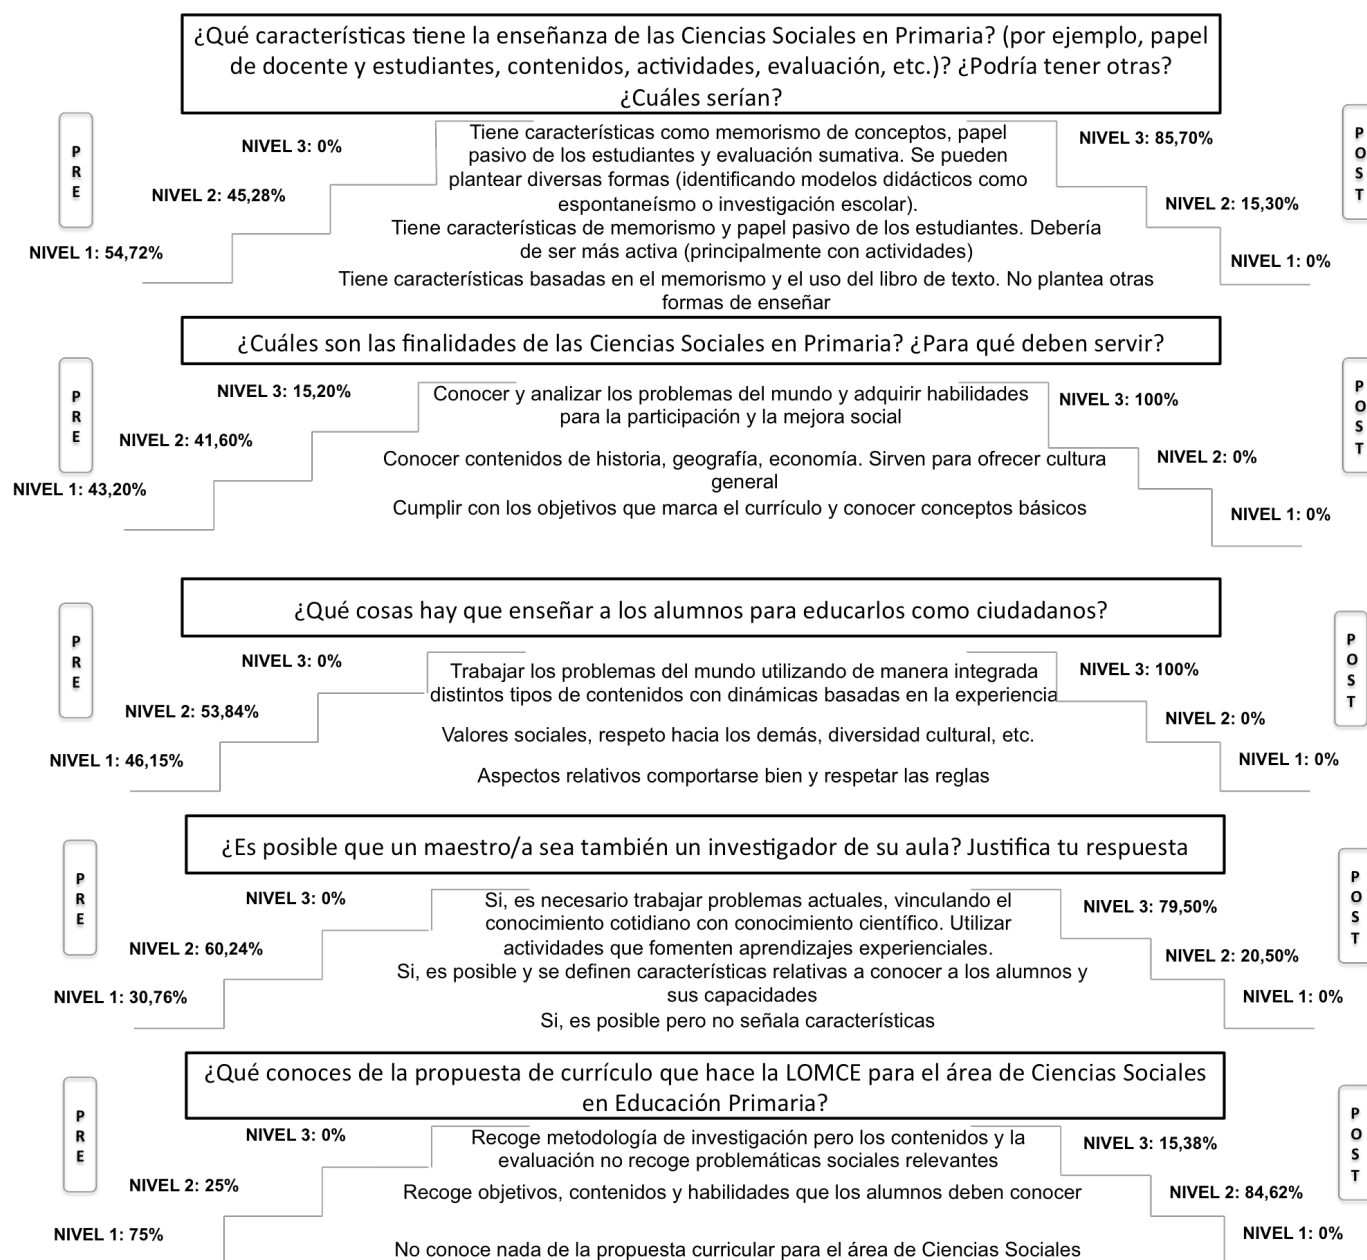 ¿Qué características tiene la enseñanza de las Ciencias Sociales en Primaria? (por ejemplo, papel
de docente y estudiantes, contenidos, actividades, evaluación, etc.)? ¿Podría tener otras?
¿Cuáles serían?
PRE
NIVEL 3: 0%
NIVEL 2: 45,28%
NIVEL 1: 54,72%
Tiene características como memorismo de conceptos, papel
pasivo de los estudiantes y evaluación sumativa. Se pueden
plantear diversas formas (identificando modelos didácticos como
espontaneísmo o investigación escolar).
Tiene características de memorismo y papel pasivo de los estudiantes. Debería
de ser más activa (principalmente con actividades)
Tiene características basadas en el memorismo y el uso del libro de texto. No plantea otras
formas de enseñar
NIVEL 3: 85,70%
NIVEL 2: 15,30%
NIVEL 1: 0%
POST
¿Cuáles son las finalidades de las Ciencias Sociales en Primaria? ¿Para qué deben servir?
PRE
NIVEL 3: 15,20%
NIVEL 2: 41,60%
NIVEL 1: 43,20%
Conocer y analizar los problemas del mundo y adquirir habilidades
para la participación y la mejora social
Conocer contenidos de historia, geografía, economía. Sirven para ofrecer cultura
general
Cumplir con los objetivos que marca el currículo y conocer conceptos básicos
NIVEL 3: 100%
NIVEL 2: 0%
NIVEL 1: 0%
POST
¿Qué cosas hay que enseñar a los alumnos para educarlos como ciudadanos?
PRE
NIVEL 3: 0%
NIVEL 2: 53,84%
NIVEL 1: 46,15%
Trabajar los problemas del mundo utilizando de manera integrada
distintos tipos de contenidos con dinámicas basadas en la experiencia
Valores sociales, respeto hacia los demás, diversidad cultural, etc.
Aspectos relativos comportarse bien y respetar las reglas
NIVEL 3: 100%
NIVEL 2: 0%
NIVEL 1: 0%
POST
¿Es posible que un maestro/a sea también un investigador de su aula? Justifica tu respuesta
PRE
NIVEL 3: 0%
NIVEL 2: 60,24%
NIVEL 1: 30,76%
Si, es necesario trabajar problemas actuales, vinculando el
conocimiento cotidiano con conocimiento científico. Utilizar
actividades que fomenten aprendizajes experienciales.
Si, es posible y se definen características relativas a conocer a los alumnos y
sus capacidades
Si, es posible pero no señala características
NIVEL 3: 79,50%
NIVEL 2: 20,50%
NIVEL 1: 0%
POST
¿Qué conoces de la propuesta de currículo que hace la LOMCE para el área de Ciencias Sociales
en Educación Primaria?
PRE
NIVEL 3: 0%
NIVEL 2: 25%
NIVEL 1: 75%
Recoge metodología de investigación pero los contenidos y la
evaluación no recoge problemáticas sociales relevantes
Recoge objetivos, contenidos y habilidades que los alumnos deben conocer
No conoce nada de la propuesta curricular para el área de Ciencias Sociales
NIVEL 3: 15,38%
NIVEL 2: 84,62%
NIVEL 1: 0%
POST